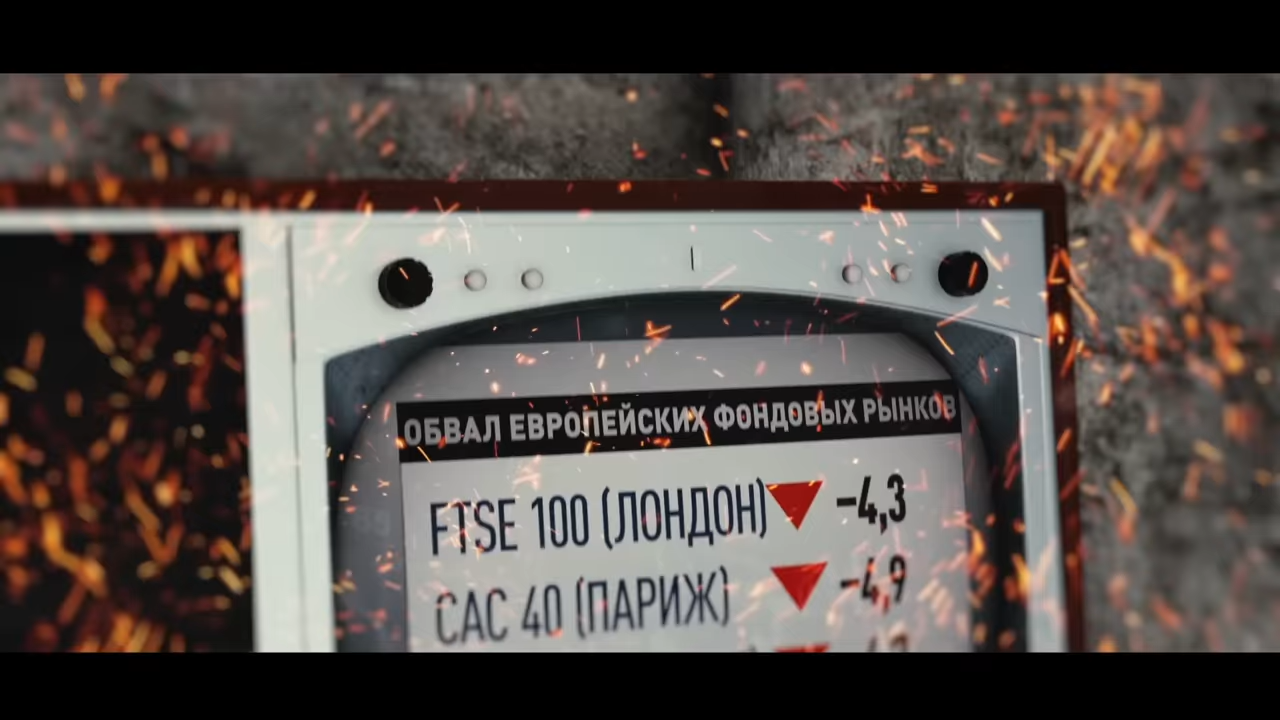 ОБВАЛ ЕВРОПЕЙСКИХ ФОНДОВЫХ РЫНКОВ
FTSE 100 (ЛОНДОН) ▼ –4,3
CAC 40 (ПАРИЖ) ▼ –4,9